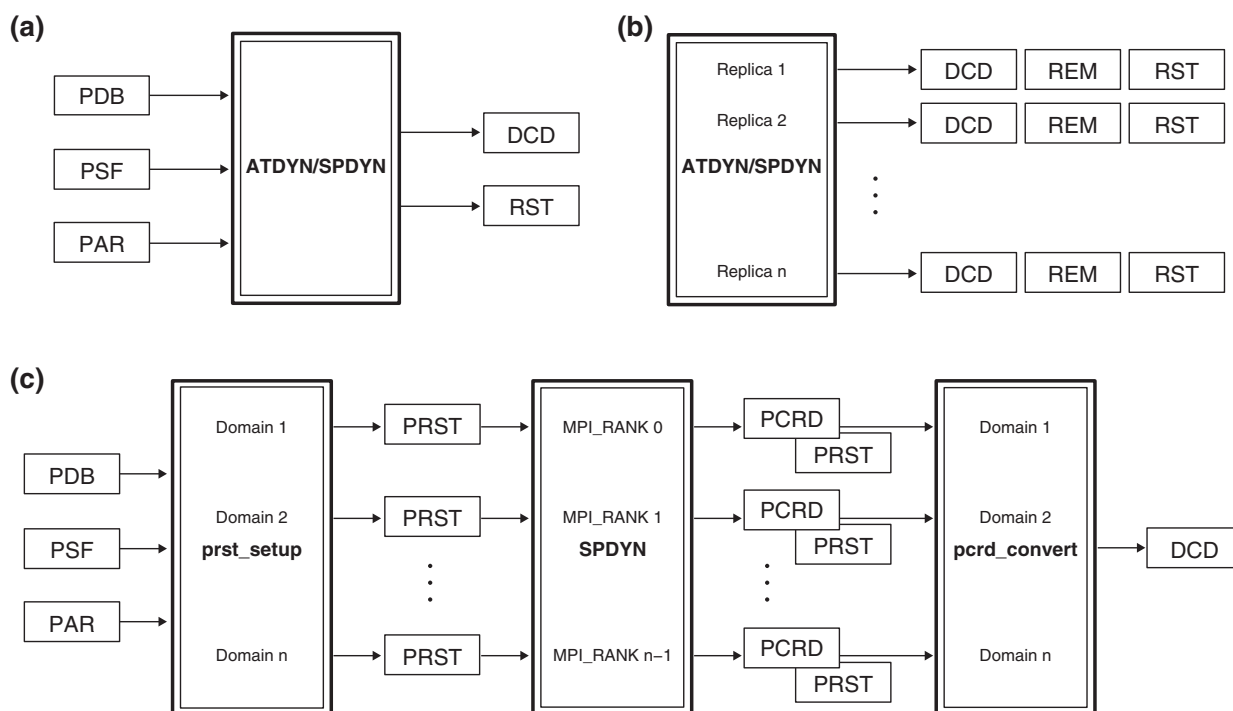 (a)
PDB
PSF
PAR
ATDYN/SPDYN
DCD
RST
(b)
Replica 1
DCD REM RST
Replica 2
DCD REM RST
ATDYN/SPDYN
Replica n
DCD REM RST
(c)
PDB
PSF
PAR
Domain 1
Domain 2
prst_setup
Domain n
PRST
PRST
PRST
MPI_RANK 0
MPI_RANK 1
SPDYN
MPI_RANK n−1
PCRD
PRST
PCRD
PRST
PCRD
PRST
Domain 1
Domain 2
pcrd_convert
Domain n
DCD